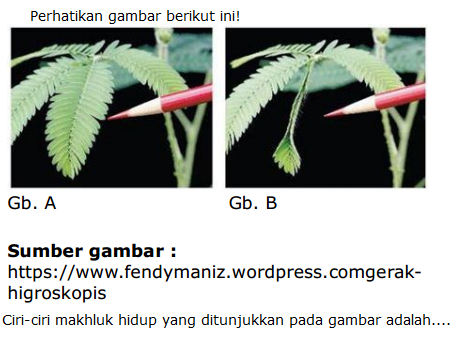 Perhatikan gambar berikut ini!
Gb. A
Gb. B
Sumber gambar :
https://www.fendymaniz.wordpress.comgerak-
higroskopis
Ciri-ciri makhluk hidup yang ditunjukkan pada gambar adalah....